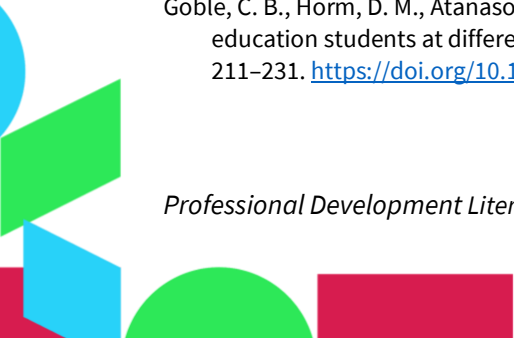 Goble, C. B., Horm, D. M., Atanaso
education students at differe
211–231. https://doi.org/10.1
Professional Development Liter